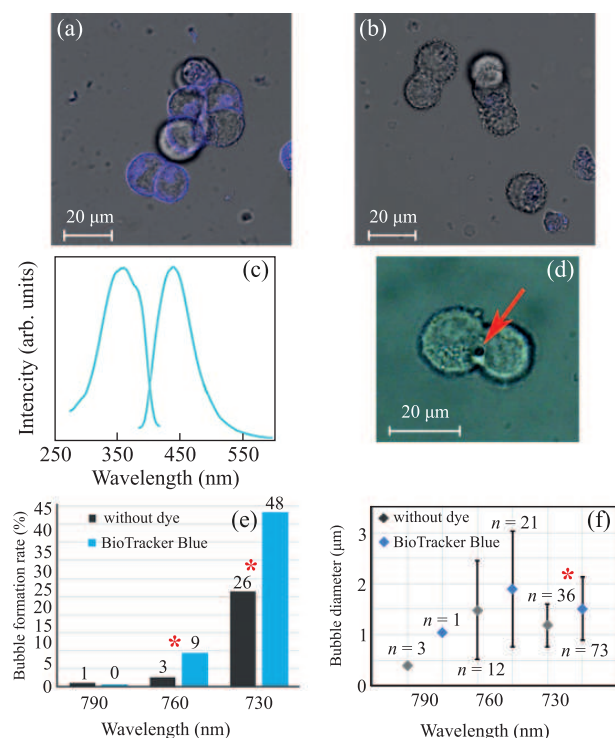 (a)
20 μm
(b)
20 μm
(c)
Intencity (arb. units)
250 350 450 550
Wavelength (nm)
(d)
20 μm
(e)
without dye
BioTracker Blue
Bubble formation rate (%)
45
40
35
30
25
20
15
10
5
0
1 0
* 3 9
* 26 48
790 760 730
Wavelength (nm)
(f)
without dye
BioTracker Blue
Bubble diameter (μm)
3
2
1
0
n = 3
n = 1
n = 12
n = 21
n = 36
*
n = 73
790 760 730
Wavelength (nm)